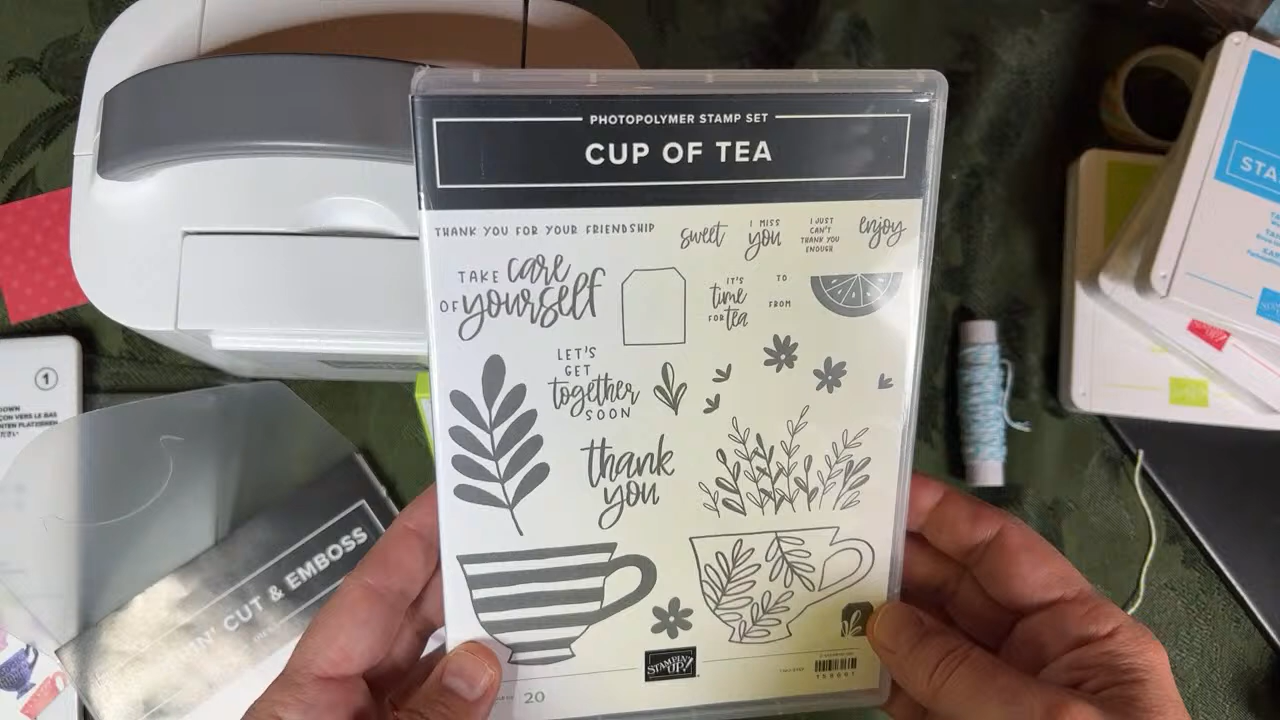 PHOTOPOLYMER STAMP SET
CUP OF TEA
THANK YOU FOR YOUR FRIENDSHIP
sweet
I MISS
you
I JUST
CAN'T
THANK YOU
ENOUGH
enjoy
TAKE care
OF yourself
IT'S
time
FOR tea
TO
FROM
LET'S
GET
together
SOON
thank
you
STAMPIN' UP!
20
CUT & EMBOSS
1
STA